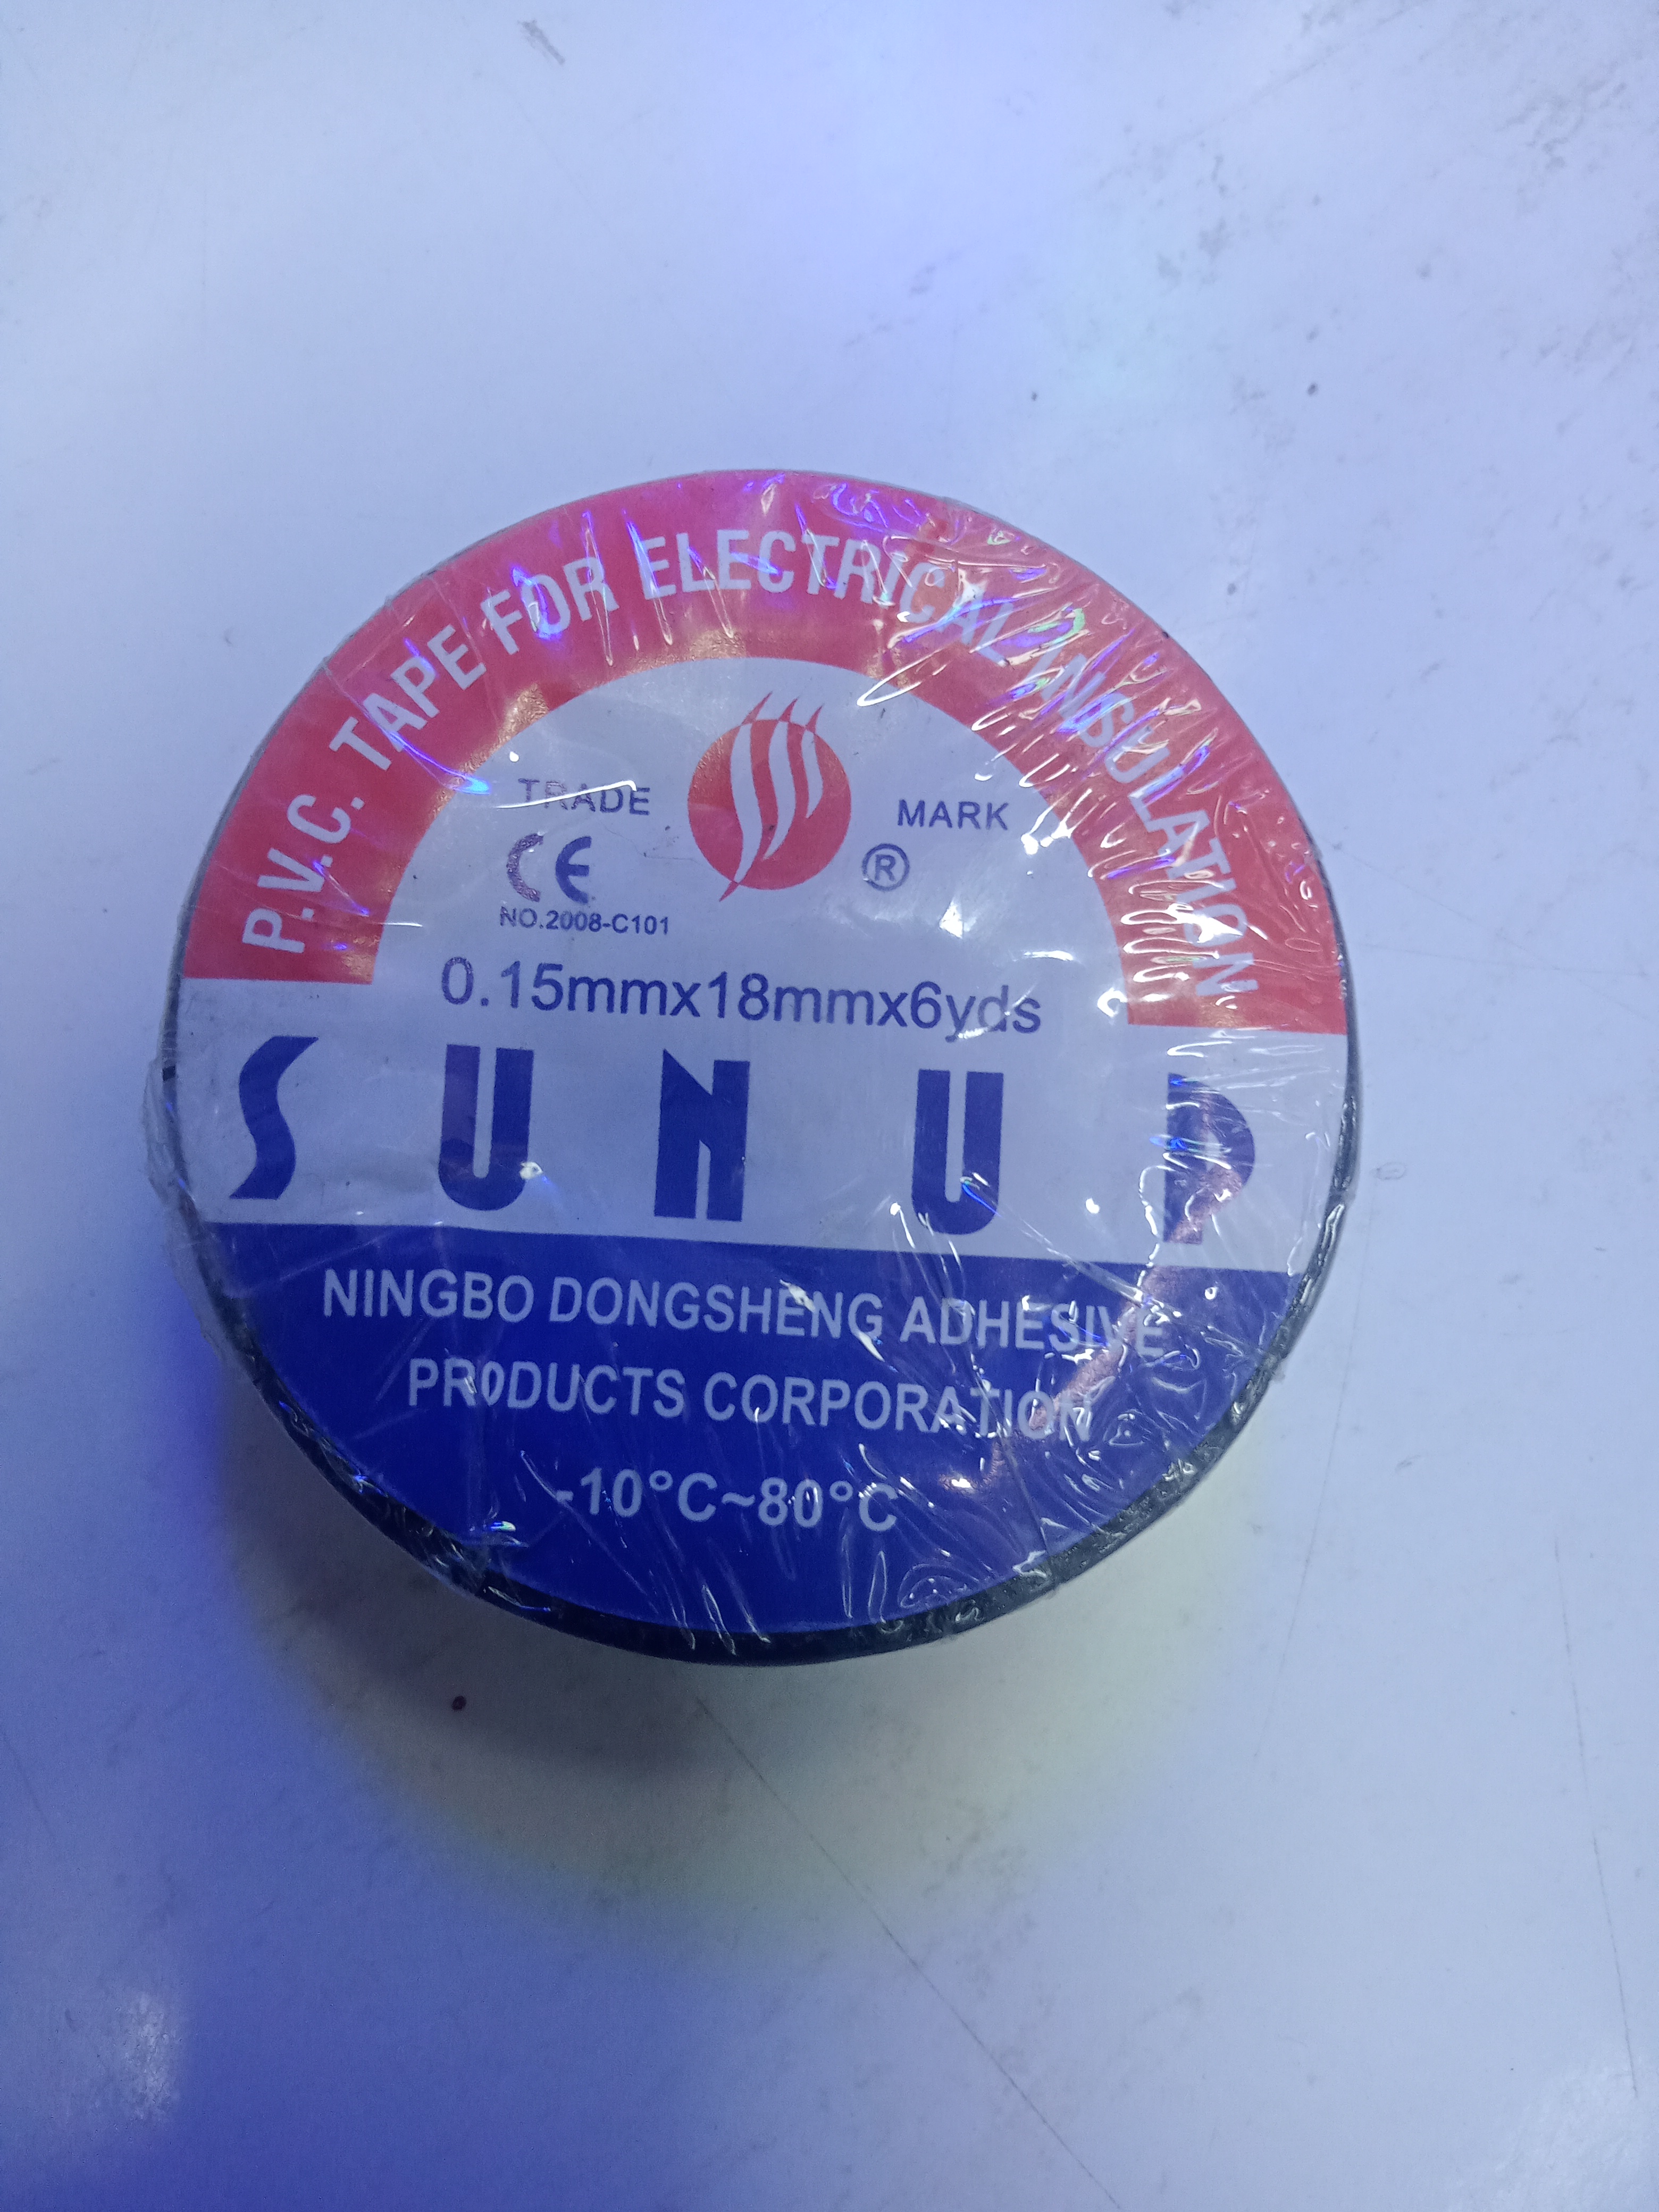 P.V.C. TAPE FOR ELECTRICAL INSULATION
TRADE MARK
CE ®
NO.2008-C101
0.15mmx18mmx6yds
SUNUP
NINGBO DONGSHENG ADHESIVE
PRODUCTS CORPORATION
-10°C~80°C